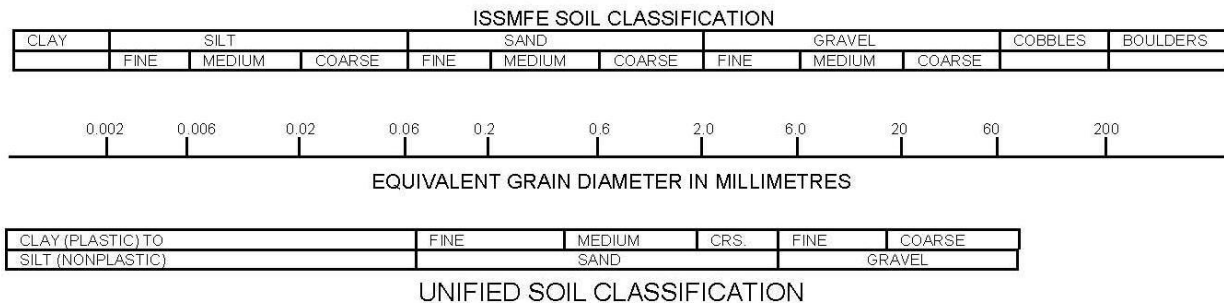 ISSMFE SOIL CLASSIFICATION
CLAY SILT SAND GRAVEL COBBLES BOULDERS
FINE MEDIUM COARSE FINE MEDIUM COARSE FINE MEDIUM COARSE
0.002 0.006 0.02 0.06 0.2 0.6 2.0 6.0 20 60 200
EQUIVALENT GRAIN DIAMETER IN MILLIMETRES
CLAY (PLASTIC) TO FINE MEDIUM CRS. FINE COARSE
SILT (NONPLASTIC) SAND GRAVEL
UNIFIED SOIL CLASSIFICATION